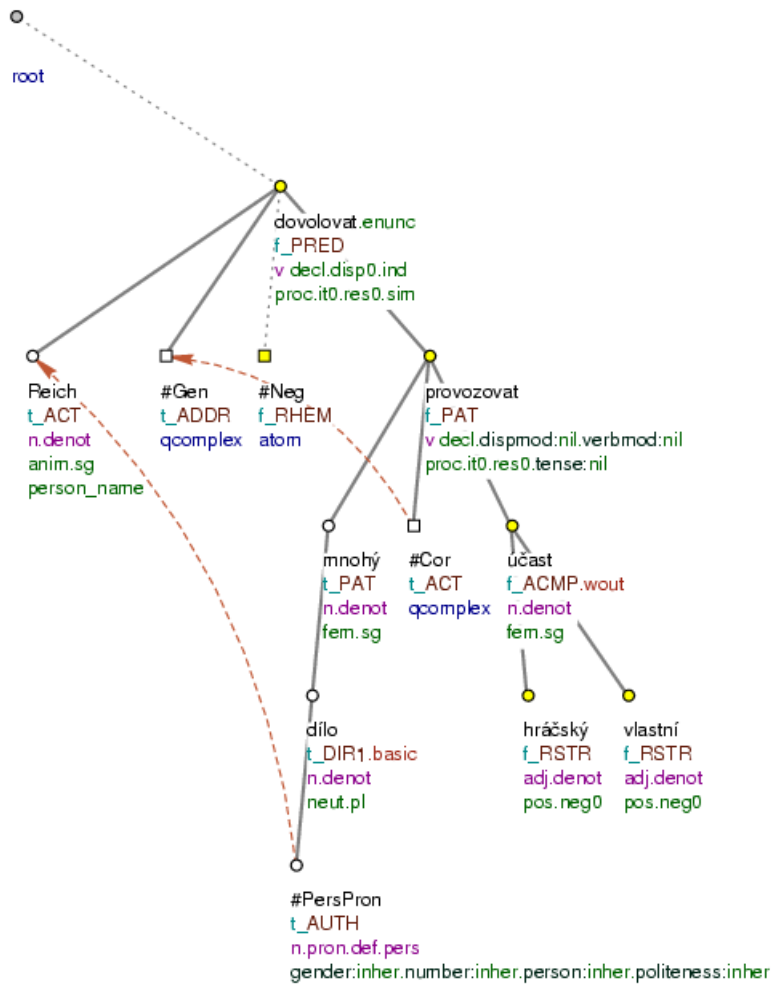 root
dovolovat.enunc
f_PRED
v decl.disp0.ind
proc.it0.res0.sim
Reich
t_ACT
n.denot
anim.sg
person_name
#Gen
t_ADDR
qcomplex
#Neg
f_RHEM
atom
provozovat
f_PAT
v decl.dispmod:nil.verbmod:nil
proc.it0.res0.tense:nil
mnohý
t_PAT
n.denot
fem.sg
#Cor
t_ACT
qcomplex
účast
f_ACMP.wout
n.denot
fem.sg
dílo
t_DIR1.basic
n.denot
neut.pl
hráčský
f_RSTR
adj.denot
pos.neg0
vlastní
f_RSTR
adj.denot
pos.neg0
#PersPron
t_AUTH
n.pron.def.pers
gender:inher.number:inher.person:inher.politeness:inher